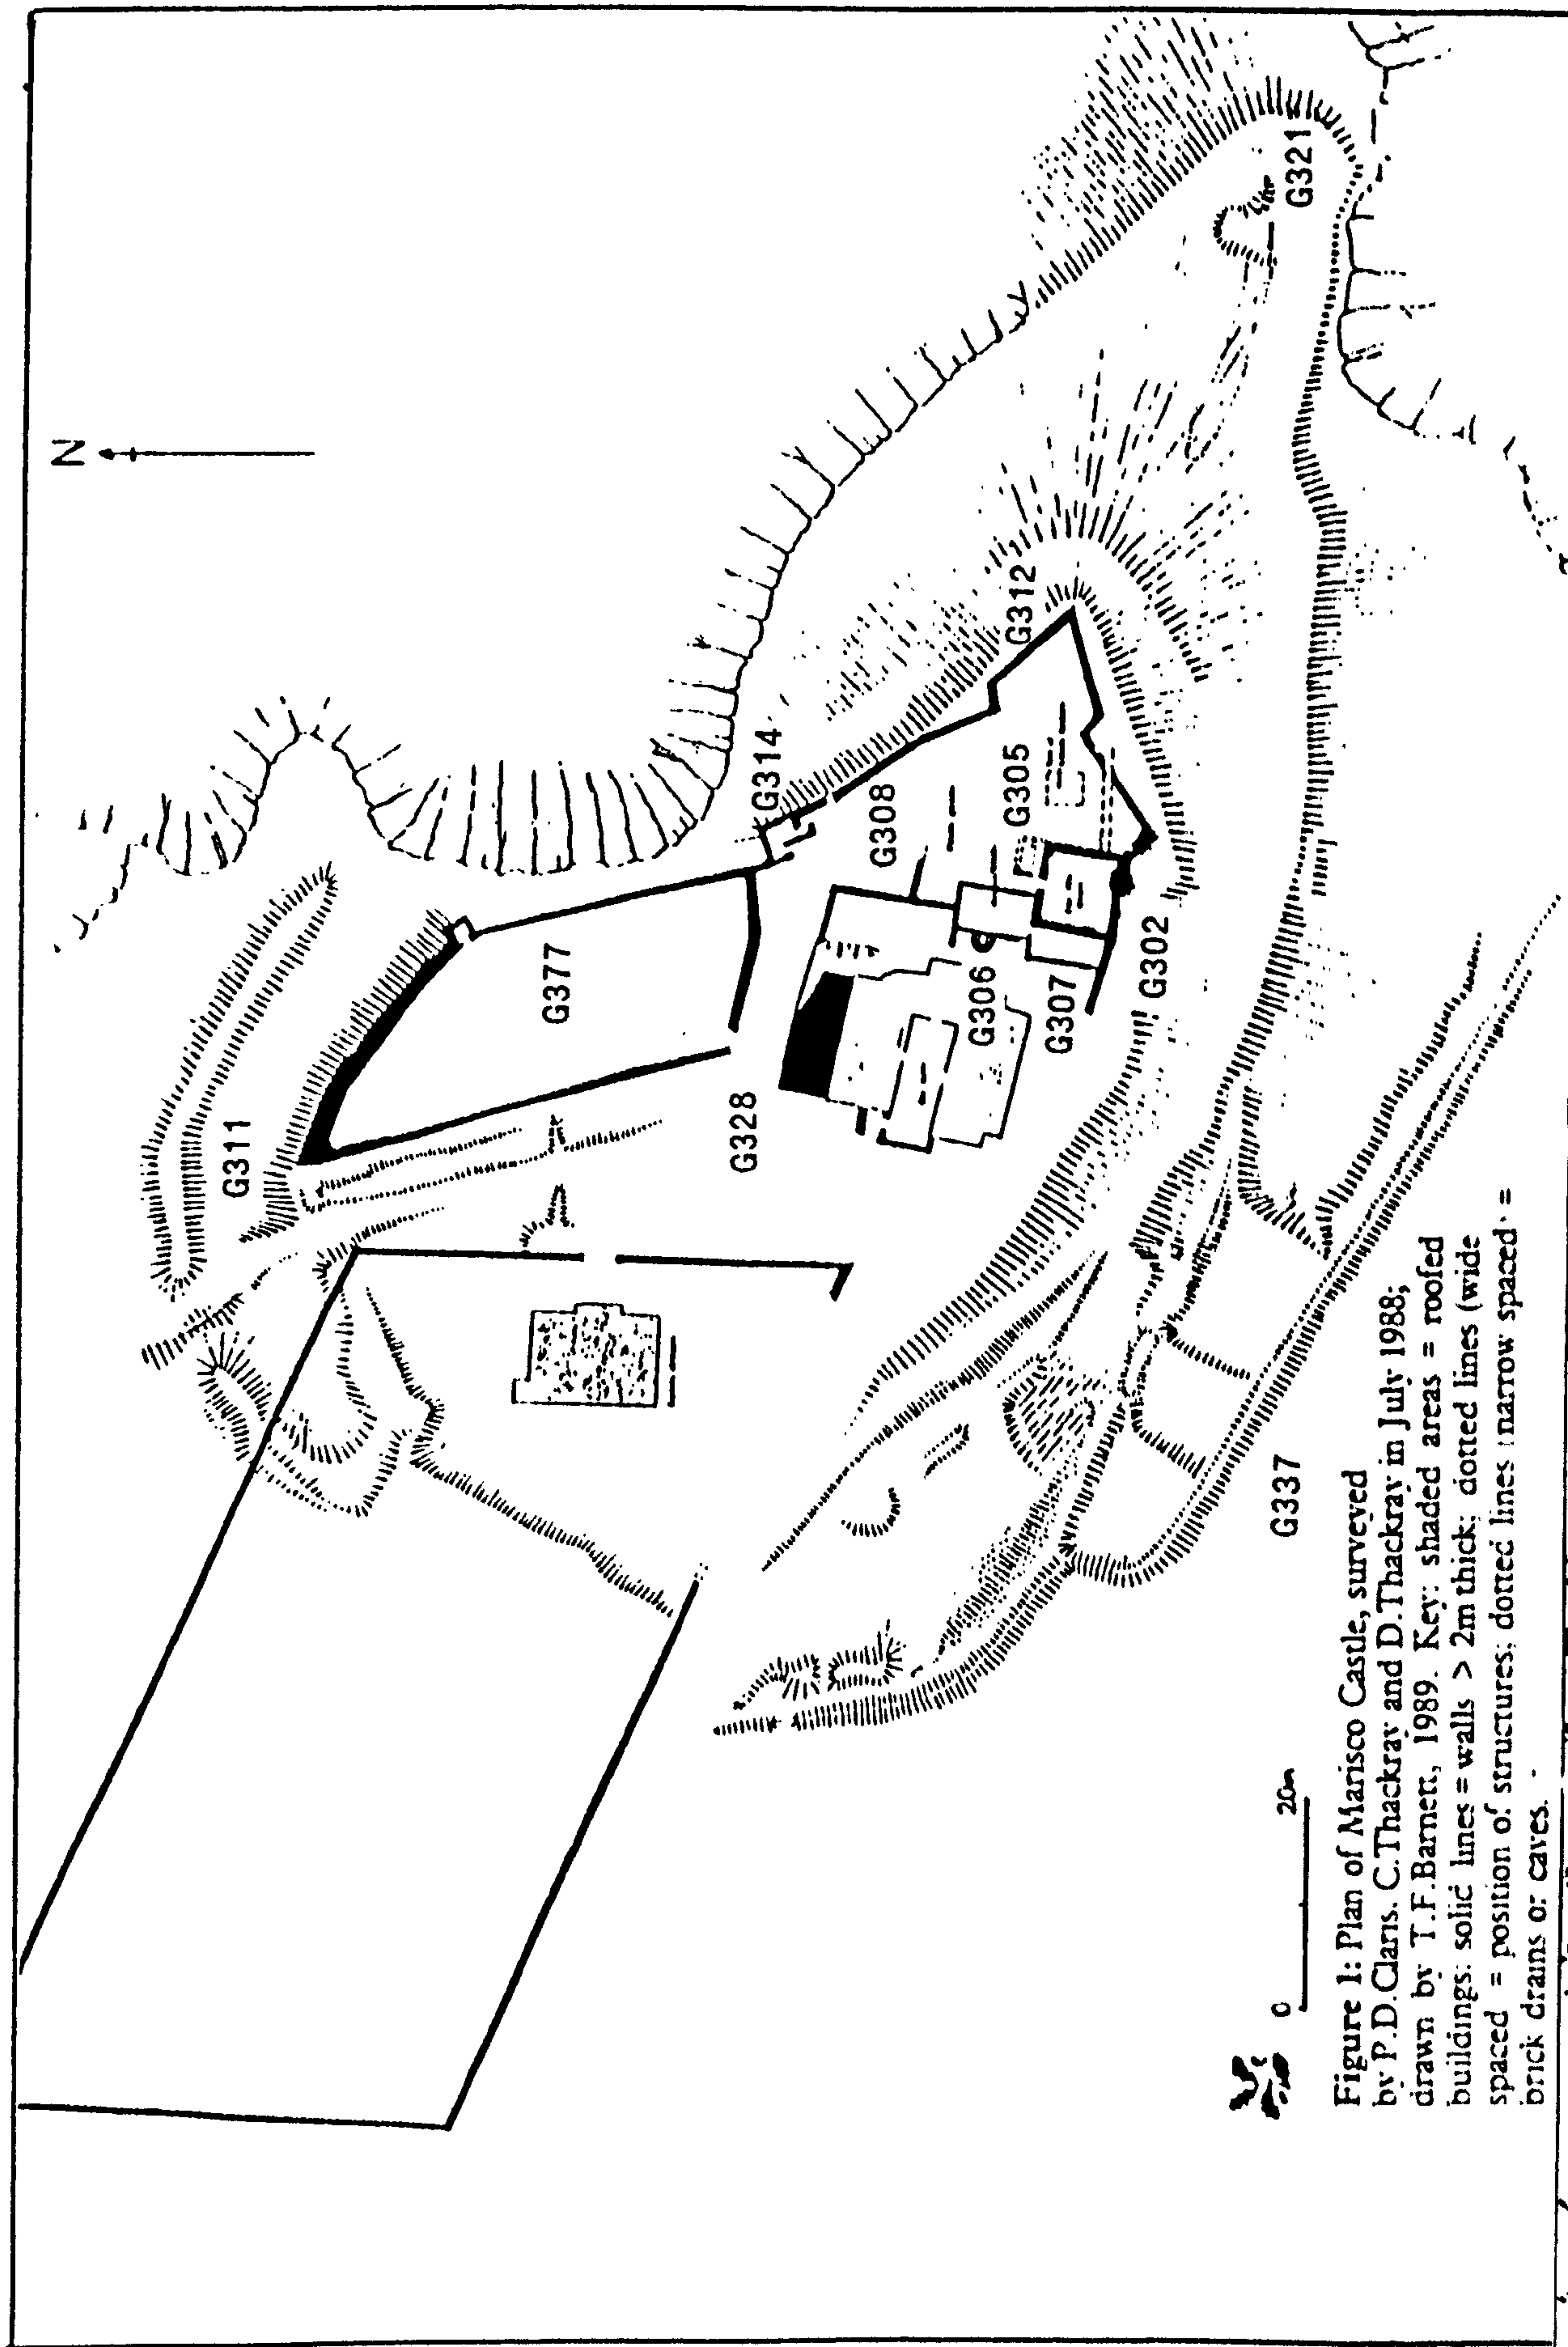 N
G321
G312
G314
G308
G305
G377
G306
G307
G302
G311
G328
G337
0 20m
Figure 1: Plan of Marisco Castle, surveyed
by P.D.Claris. C.Thackray and D.Thackray in July 1988;
drawn by T.F.Barnett, 1989. Key: shaded areas = roofed
buildings; solid lines = walls > 2m thick; dotted lines (wide
spaced = position of structures; dotted lines (narrow spaced) =
brick drains or caves.